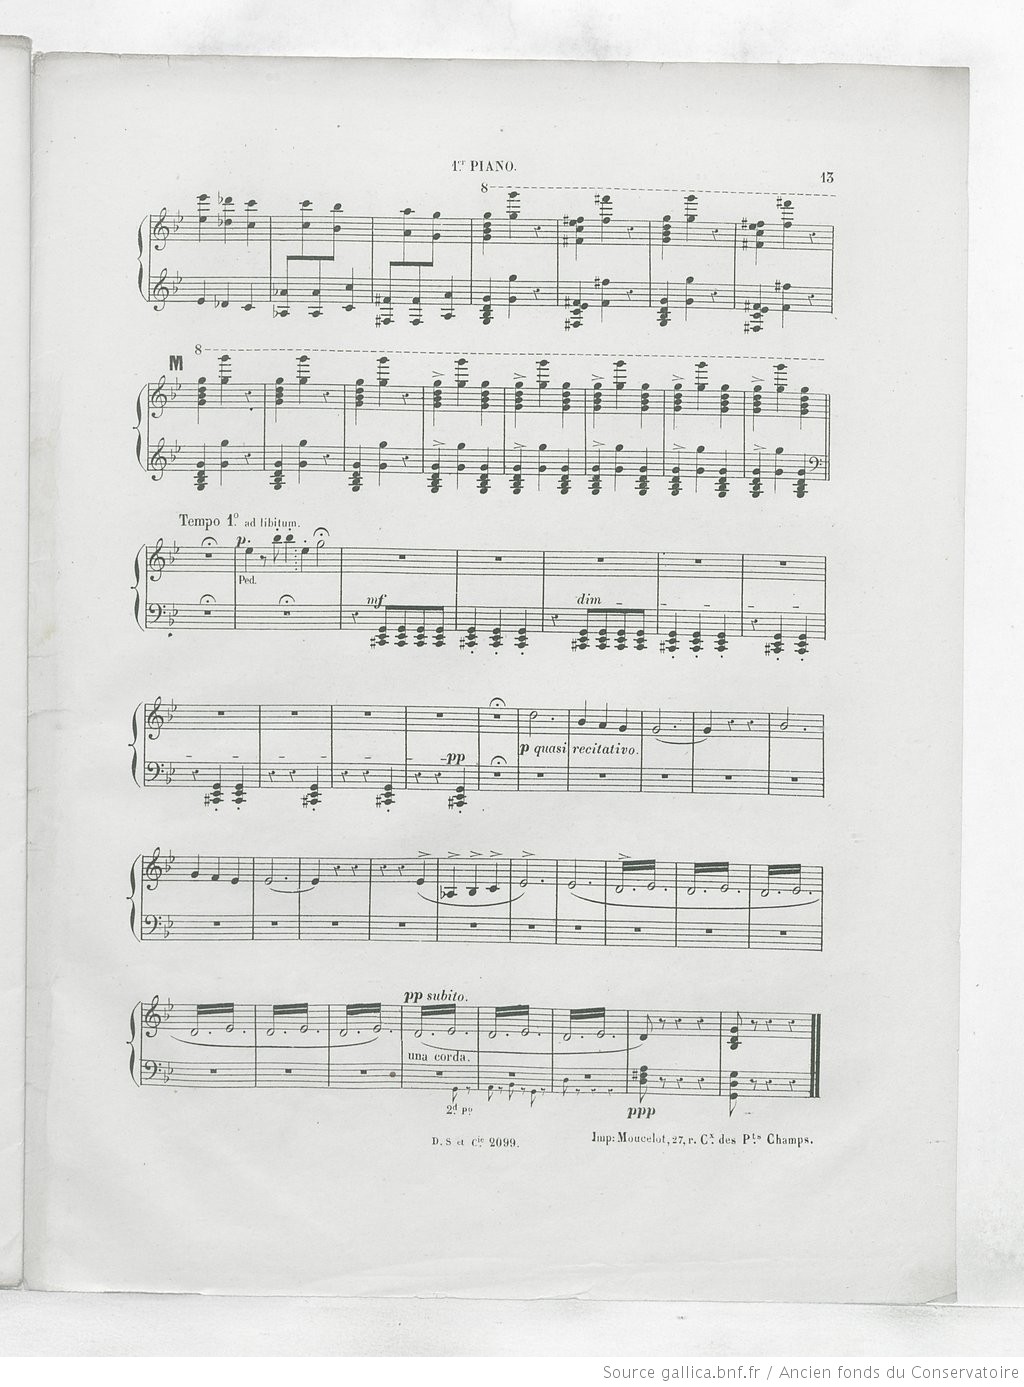 1.er PIANO.
13
8
8
M
Tempo 1.º ad libitum.
p
Ped.
mf
dim
pp
p quasi recitativo.
pp subito.
una corda.
2.d pº
ppp
D. S et C.ie 2099.
Imp: Moucelot, 27, r. C.x des P.ts Champs.
Source gallica.bnf.fr / Ancien fonds du Conservatoire